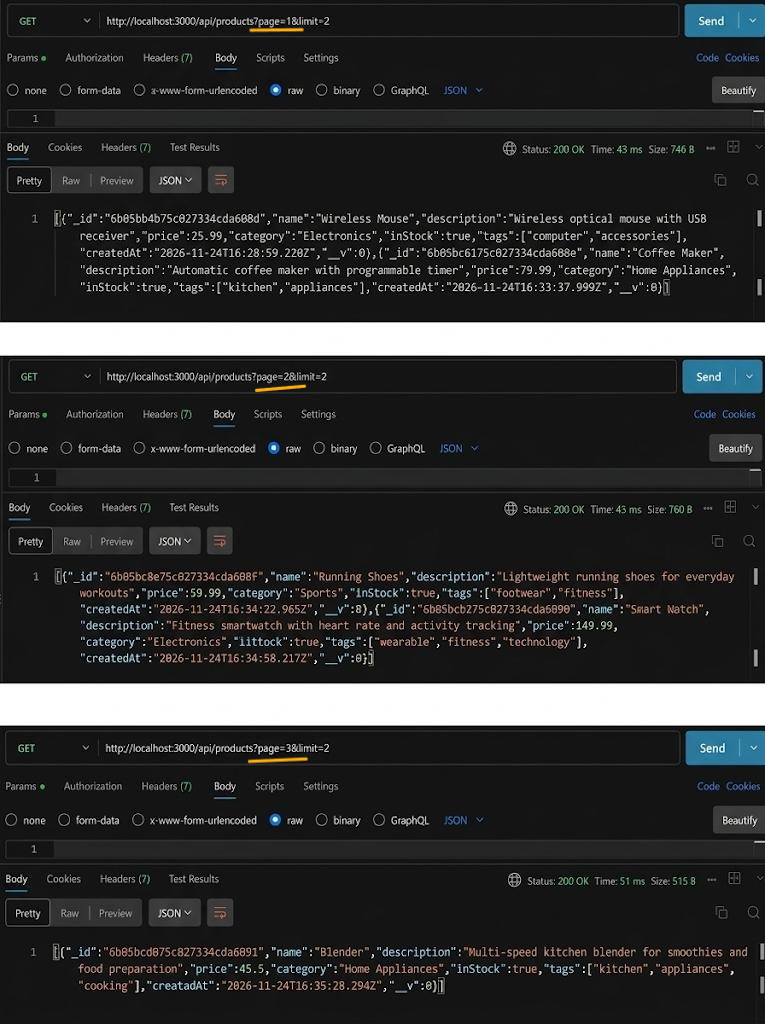 GET http://localhost:3000/api/products?page=1&limit=2 Send
Params Authorization Headers (7) Body Scripts Settings Code Cookies
none form-data x-www-form-urlencoded raw binary GraphQL JSON Beautify
1
Body Cookies Headers (7) Test Results Status: 200 OK Time: 43 ms Size: 746 B
Pretty Raw Preview JSON
1 [{"_id":"6b05bb4b75c027334cda608d","name":"Wireless Mouse","description":"Wireless optical mouse with USB
receiver","price":25.99,"category":"Electronics","inStock":true,"tags":["computer","accessories"],
"createdAt":"2026-11-24T16:28:59.220Z","__v":0},{"_id":"6b05bc6175c027334cda608e","name":"Coffee Maker",
"description":"Automatic coffee maker with programmable timer","price":79.99,"category":"Home Appliances",
"inStock":true,"tags":["kitchen","appliances"],"createdAt":"2026-11-24T16:33:37.999Z","__v":0}]
GET http://localhost:3000/api/products?page=2&limit=2 Send
Params Authorization Headers (7) Body Scripts Settings Code Cookies
none form-data x-www-form-urlencoded raw binary GraphQL JSON Beautify
1
Body Cookies Headers (7) Test Results Status: 200 OK Time: 43 ms Size: 760 B
Pretty Raw Preview JSON
1 [{"_id":"6b05bc8e75c027334cda608f","name":"Running Shoes","description":"Lightweight running shoes for everyday
workouts","price":59.99,"category":"Sports","inStock":true,"tags":["footwear","fitness"],
"createdAt":"2026-11-24T16:34:22.965Z","__v":8},{"_id":"6b05bcb275c027334cda6090","name":"Smart Natch",
"description":"Fitness smartwatch with heart rate and activity tracking","price":149.99,
"category":"Electronics","iittock":true,"tags":["wearable","fitness","technology"],
"createdAt":"2026-11-24T16:34:58.217Z","__v":0}]
GET http://localhost:3000/api/products?page=3&limit=2 Send
Params Authorization Headers (7) Body Scripts Settings Code Cookies
none form-data x-www-form-urlencoded raw binary GraphQL JSON Beautify
1
Body Cookies Headers (7) Test Results Status: 200 OK Time: 51 ms Size: 515 B
Pretty Raw Preview JSON
1 [{"_id":"6b05bcd075c827334cda6091","name":"Blender","description":"Multi-speed kitchen blender for smoothies and
food preparation","price":45.5,"category":"Home Appliances","inStock":true,"tags":["kitchen","appliances",
"cooking"],"creatadAt":"2026-11-24T16:35:28.294Z","__v":0}]